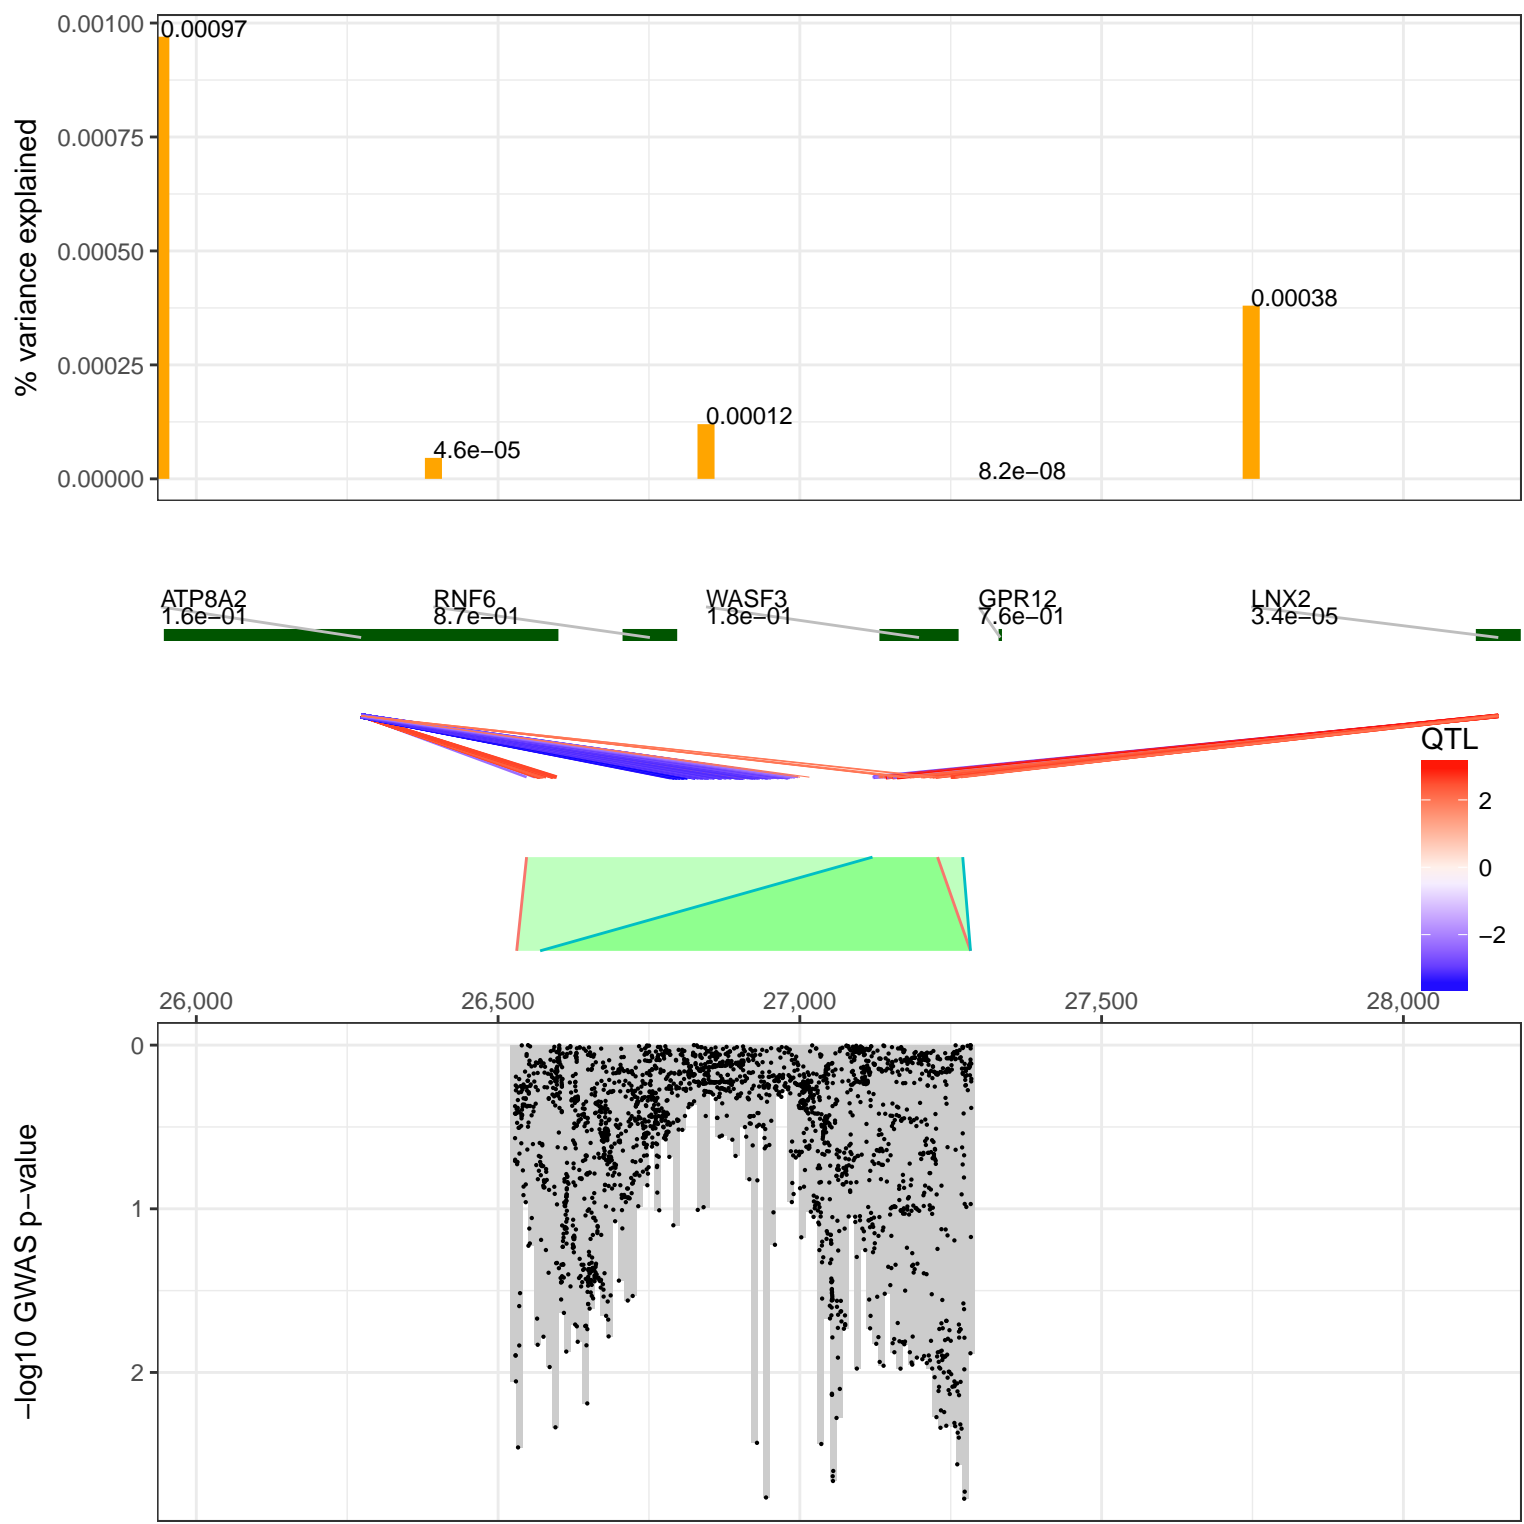 0.00100
0.00097
0.00075
0.00050
0.00025
0.00000
% variance explained
4.6e−05
0.00012
8.2e−08
0.00038
ATP8A2
1.6e−01
RNF6
8.7e−01
WASF3
1.8e−01
GPR12
7.6e−01
LNX2
3.4e−05
QTL
2
0
−2
26,000
26,500
27,000
27,500
28,000
0
1
2
−log10 GWAS p−value